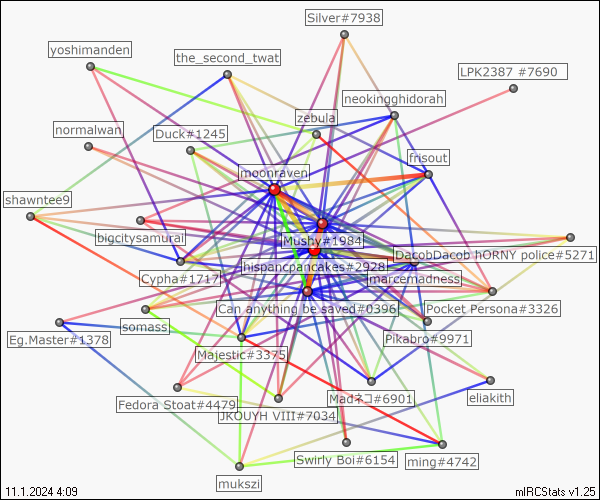 Silver#7938
yoshimanden
the_second_twat
LPK2387 #7690
neokingghidorah
zebula
normalwan
Duck#1245
frisout
moonraven
shawntee9
bigcitysamurai
Mushy#1984
DacobDacob hORNY police#5271
hispancpancakes#2928
Cypha#1717
marcemadness
Can anything be saved#0396
Pocket Persona#3326
somass
Eg.Master#1378
Pikabro#9971
Majestic#3375
Madネコ#6901
eliakith
Fedora Stoat#4479
JKOUYH VIII#7034
Swirly Boi#6154
ming#4742
mukszi
11.1.2024 4:09
mIRCStats v1.25